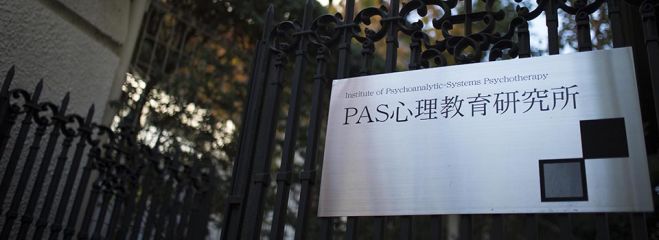 Institute of Psychoanalytic-Systems Psychotherapy
PAS心理教育研究所